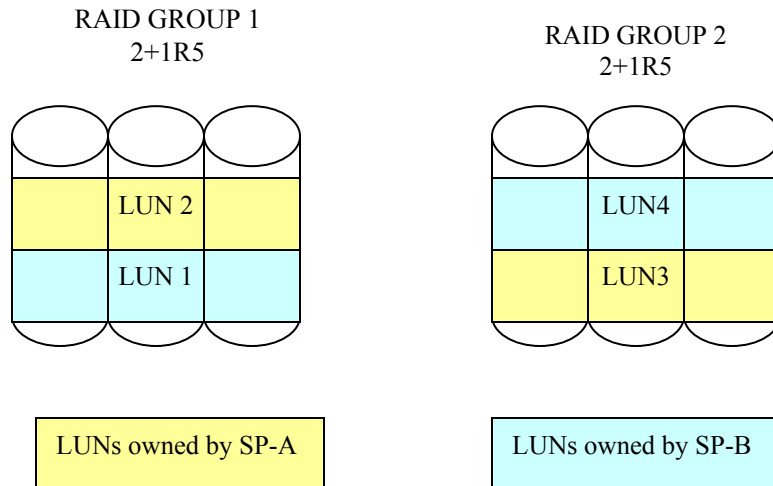 RAID GROUP 1
2+1R5
RAID GROUP 2
2+1R5
LUN 2
LUN 1
LUN4
LUN3
LUNs owned by SP-A
LUNs owned by SP-B